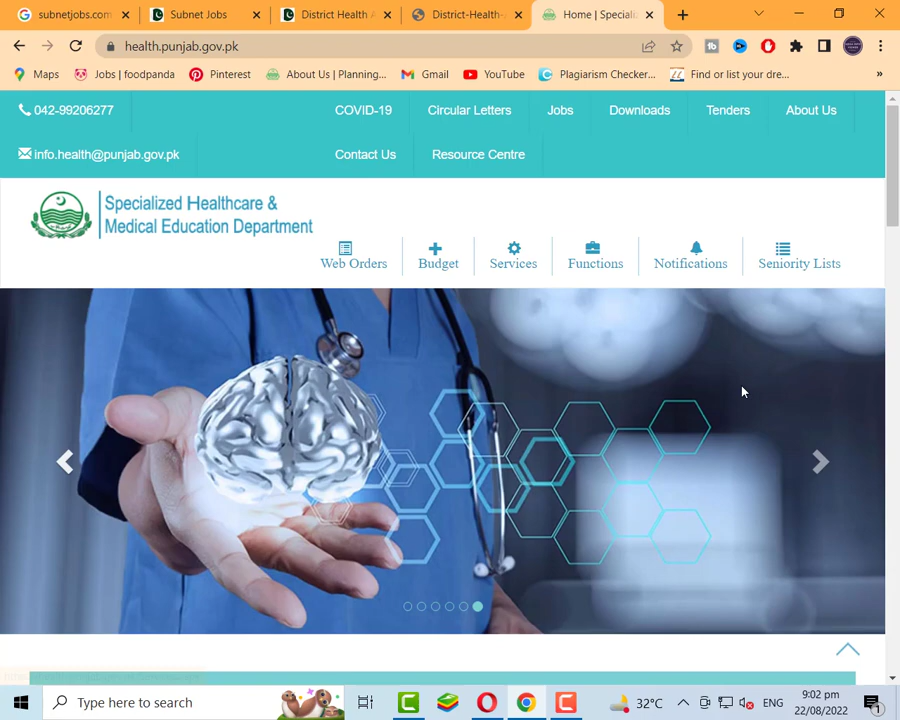 subnetjobs.com
Subnet Jobs
District Health A
District-Health-
Home | Speciali
health.punjab.gov.pk
Maps
Jobs | foodpanda
Pinterest
About Us | Planning...
Gmail
YouTube
Plagiarism Checker...
Find or list your dre...
»
042-99206277
COVID-19
Circular Letters
Jobs
Downloads
Tenders
About Us
info.health@punjab.gov.pk
Contact Us
Resource Centre
Specialized Healthcare &
Medical Education Department
Web Orders
Budget
Services
Functions
Notifications
Seniority Lists
Type here to search
32°C
ENG
9:02 pm
22/08/2022
1